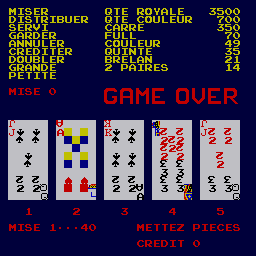 MISER QTE ROYALE 3500
DISTRIBUER QTE COULEUR 700
SERVI CARRE 350
GARDER FULL 70
ANNULER COULEUR 49
CREDITER QUINTE 35
DOUBLER BRELAN 21
GRANDE 2 PAIRES 14
PETITE
MISE 0
GAME OVER
1 2 3 4 5
MISE 1...40 METTEZ PIECES
CREDIT 0